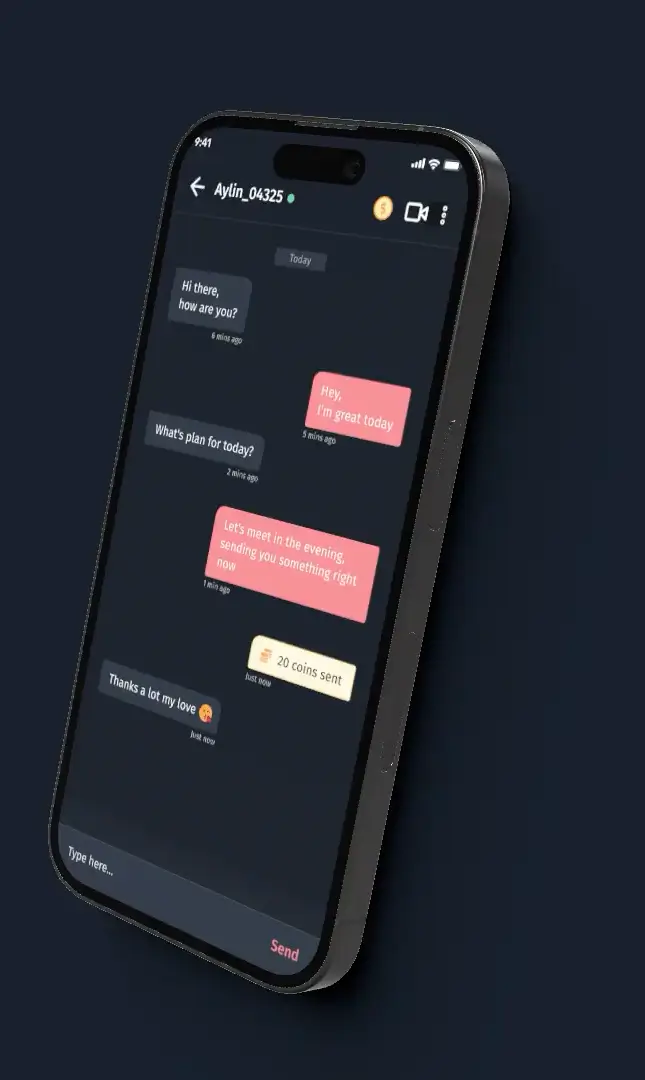 9:41
Aylin_04325
Today
Hi there,
how are you?
6 mins ago
Hey,
I'm great today
5 mins ago
What's plan for today?
2 mins ago
Let's meet in the evening,
sending you something right
now
1 min ago
20 coins sent
Just now
Thanks a lot my love 😘
Just now
Type here...
Send